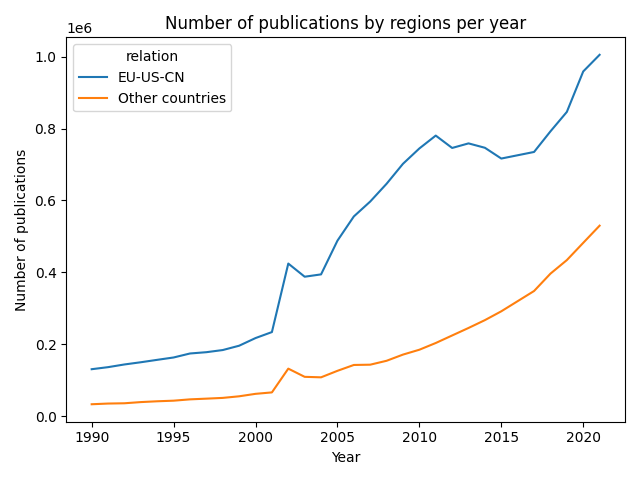 Number of publications by regions per year
1e6
relation
EU-US-CN
Other countries
1.0
0.8
0.6
0.4
0.2
0.0
Number of publications
1990
1995
2000
2005
2010
2015
2020
Year